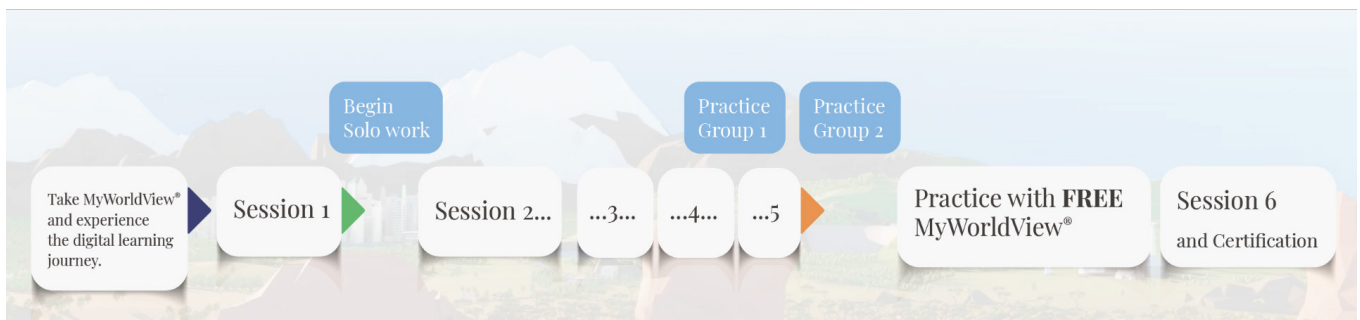 Begin
Solo work
Practice
Group 1
Practice
Group 2
Take MyWorldView®
and experience
the digital learning
journey.
Session 1
Session 2...
...3...
...4...
...5
Practice with FREE
MyWorldView®
Session 6
and Certification